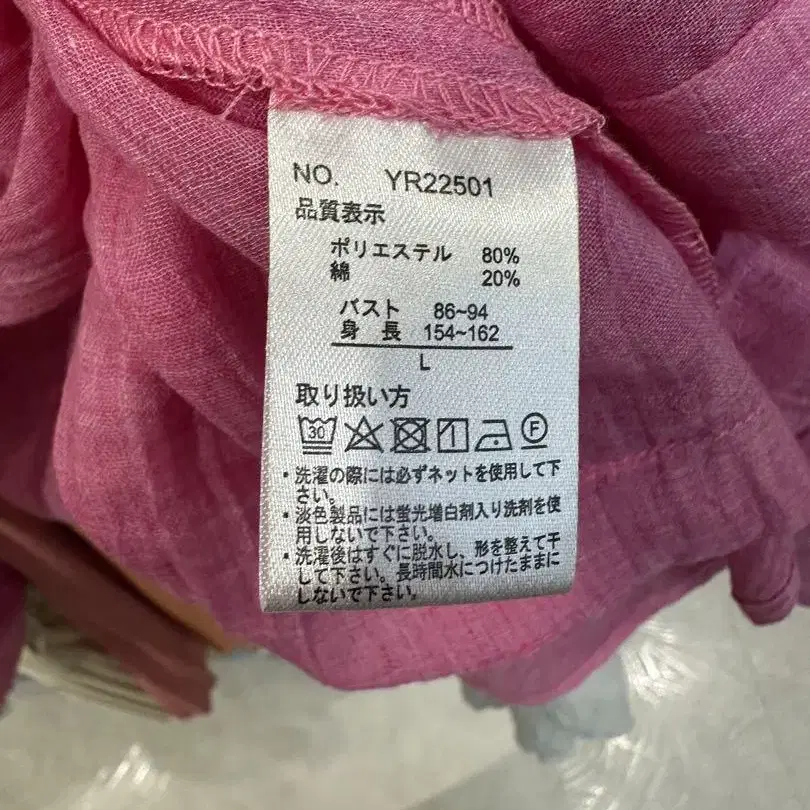 NO. YR22501
品質表示
ポリエステル 80%
綿 20%
バスト 86~94
身 長 154~162
L
取り扱い方
30 F
・洗濯の際には必ずネットを使用して下
さい。
・淡色製品には蛍光増白剤入り洗剤を使
用しないで下さい。
・洗濯後はすぐに脱水し、形を整えて干
して下さい。長時間水につけたままに
しないで下さい。